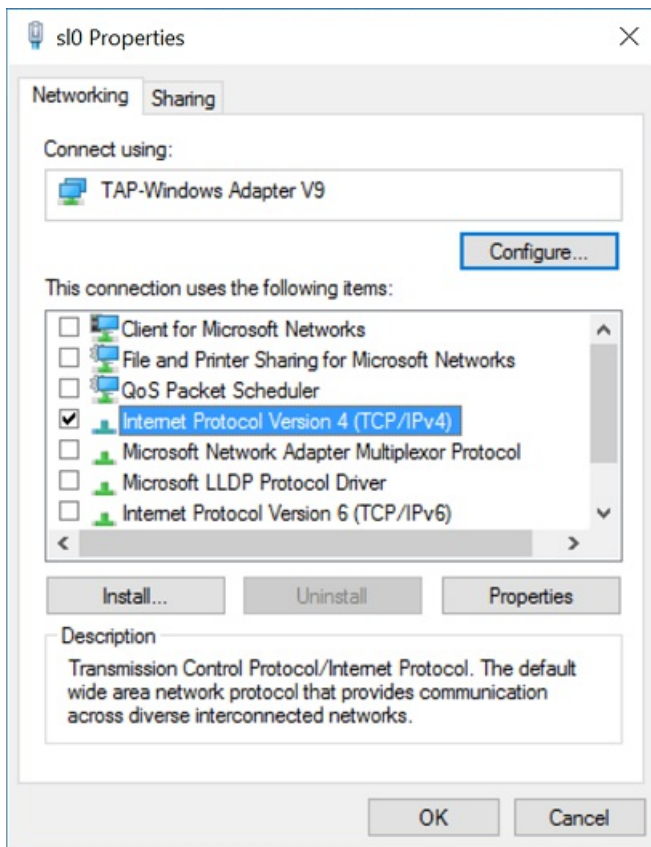 sl0 Properties
Networking
Sharing
Connect using:
TAP-Windows Adapter V9
Configure...
This connection uses the following items:
Client for Microsoft Networks
File and Printer Sharing for Microsoft Networks
QoS Packet Scheduler
Internet Protocol Version 4 (TCP/IPv4)
Microsoft Network Adapter Multiplexor Protocol
Microsoft LLDP Protocol Driver
Internet Protocol Version 6 (TCP/IPv6)
Install...
Uninstall
Properties
Description
Transmission Control Protocol/Internet Protocol. The default
wide area network protocol that provides communication
across diverse interconnected networks.
OK
Cancel